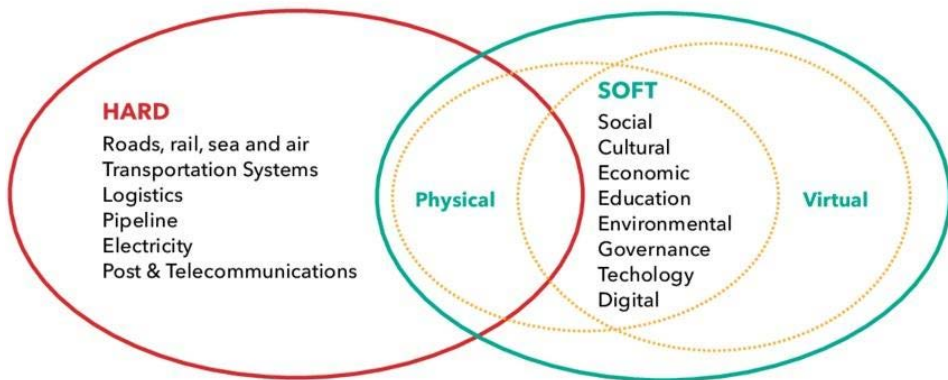 HARD
Roads, rail, sea and air
Transportation Systems
Logistics
Pipeline
Electricity
Post & Telecommunications
Physical
SOFT
Social
Cultural
Economic
Education
Environmental
Governance
Techology
Digital
Virtual